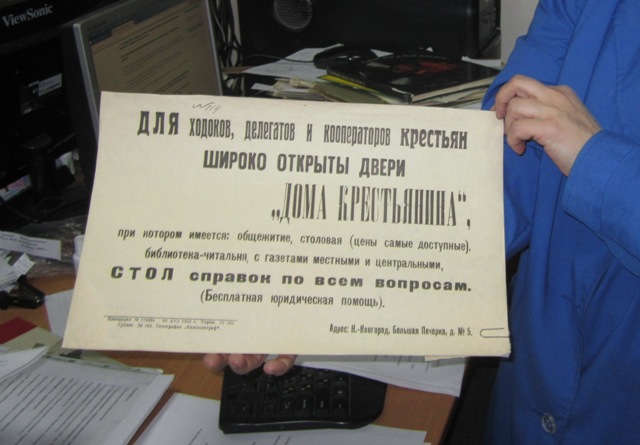 ViewSonic
№114
ДЛЯ ходоков, делегатов и кооператоров крестьян
ШИРОКО ОТКРЫТЫ ДВЕРИ
„ДОМА КРЕСТЬЯНИНА“,
при котором имеется: общежитие, столовая (цены самые доступные).
библиотека-читальня, с газетами местными и центральными,
СТОЛ справок по всем вопросам.
(Бесплатная юридическая помощь).
Адрес: Н.-Новгород, Большая Печерка, д. № 5.